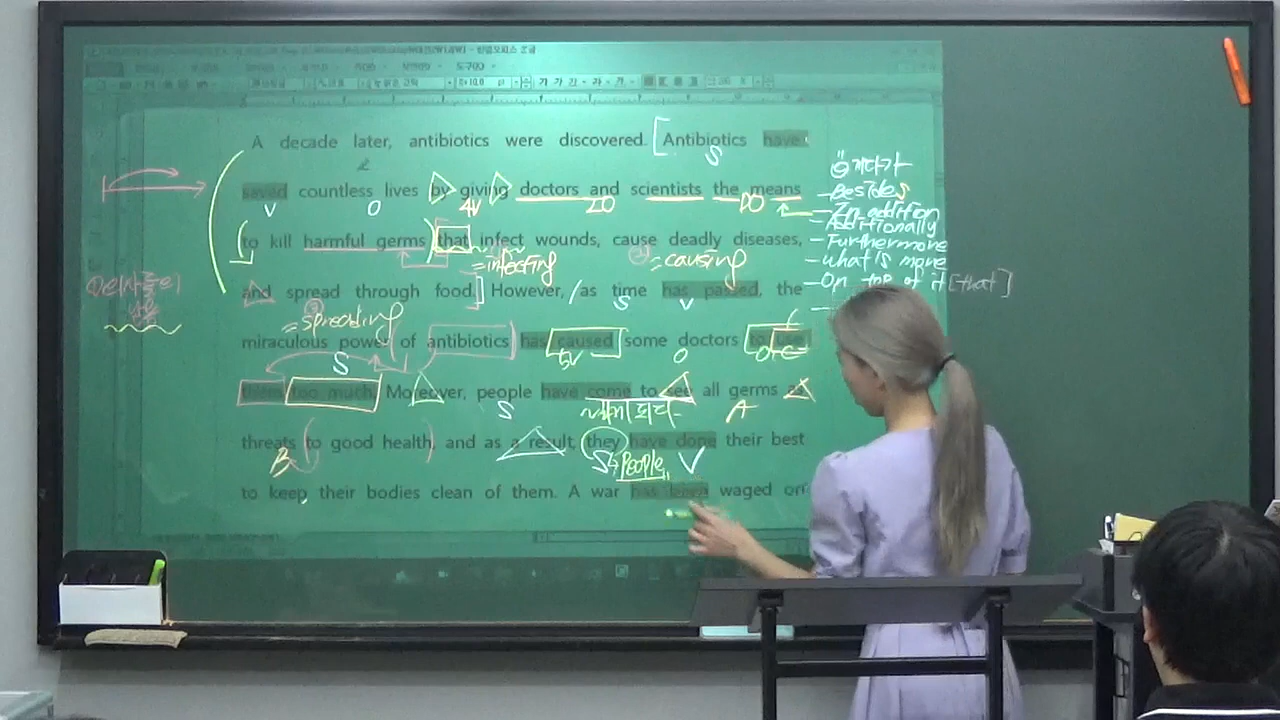 A decade later, antibiotics were discovered. [Antibiotics have
S
saved countless lives by giving doctors and scientists the means
V O 4V IO DO
to kill harmful germs) that infect wounds, cause deadly diseases,
=infecting =causing
and spread through food.] However, as time has passed, the
=spreading S V
miraculous power of antibiotics has caused some doctors to use
S 5V O O.C
them too much. Moreover, people have come to see all germs as
S A
threats to good health, and as a result, they have done their best
B S people V
to keep their bodies clean of them. A war has been waged on
게다가
-Besides
-In addition
-Additionally
-Furthermore
-what is more
-On top of it [that]